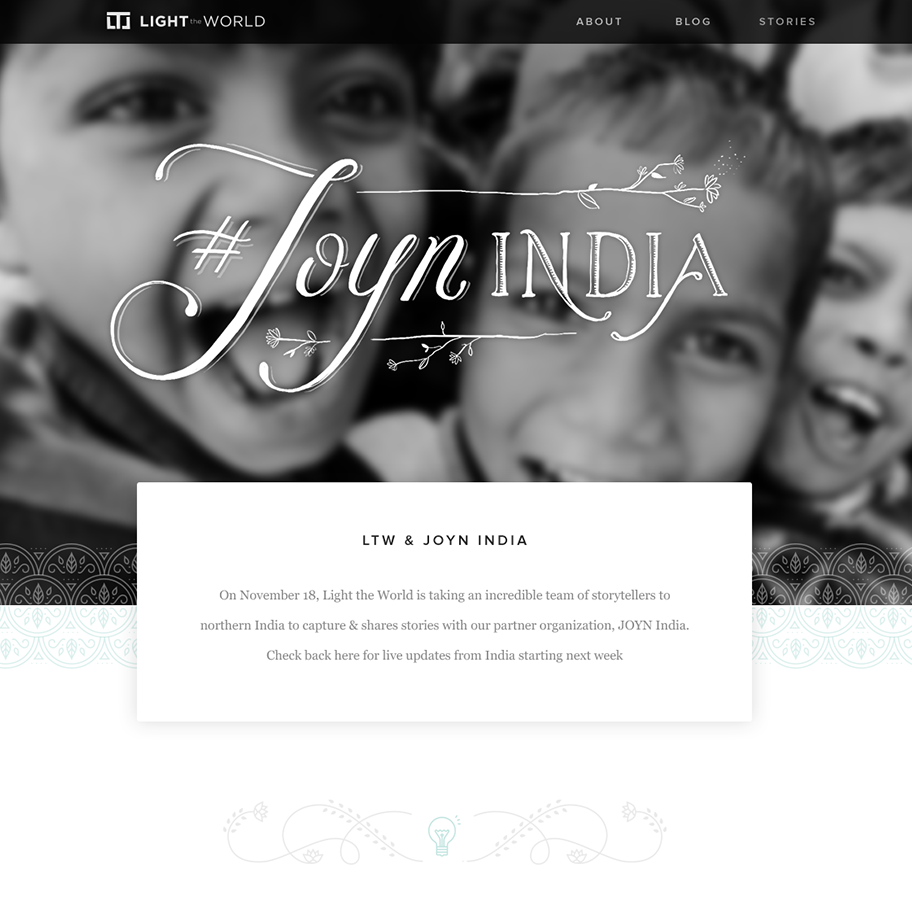 LIGHT the WORLD
ABOUT BLOG STORIES
#Joyn INDIA
LTW & JOYN INDIA
On November 18, Light the World is taking an incredible team of storytellers to
northern India to capture & shares stories with our partner organization, JOYN India.
Check back here for live updates from India starting next week